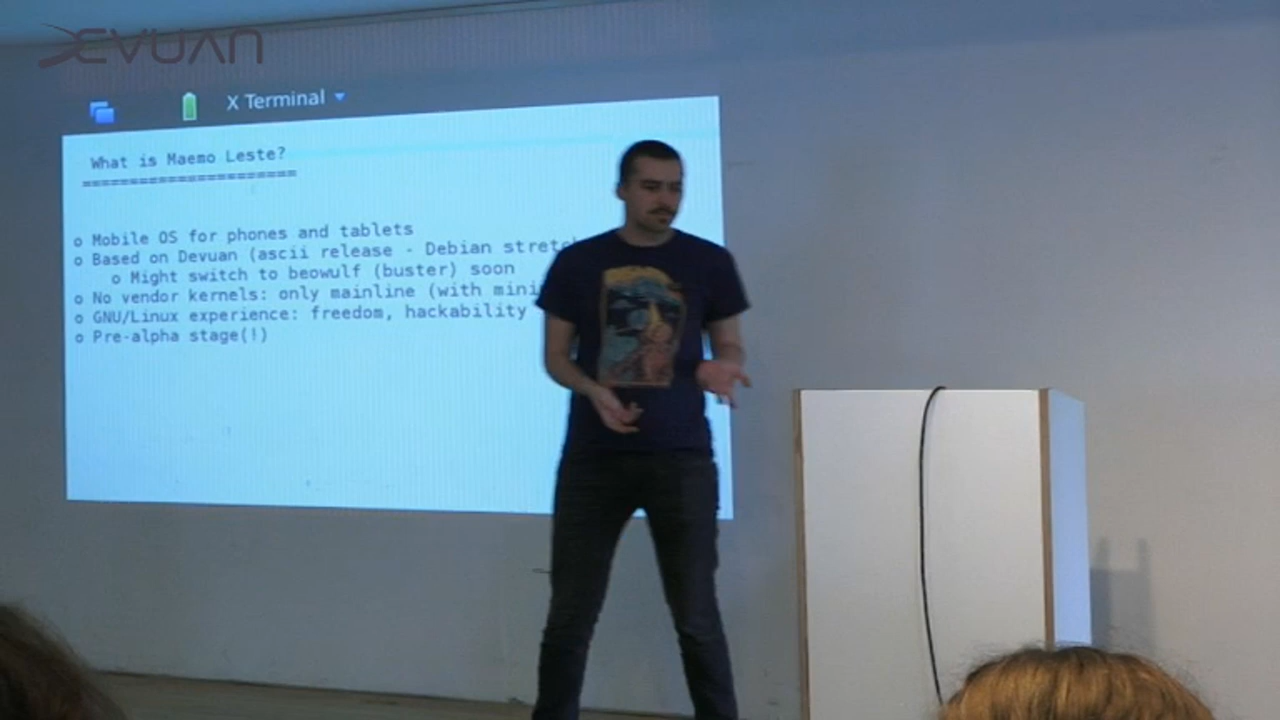 DEVUAN
X Terminal
What is Maemo Leste?
======================
o Mobile OS for phones and tablets
o Based on Devuan (ascii release - Debian stretc
o Might switch to beowulf (buster) soon
o No vendor kernels: only mainline (with mini
o GNU/Linux experience: freedom, hackability
o Pre-alpha stage(!)